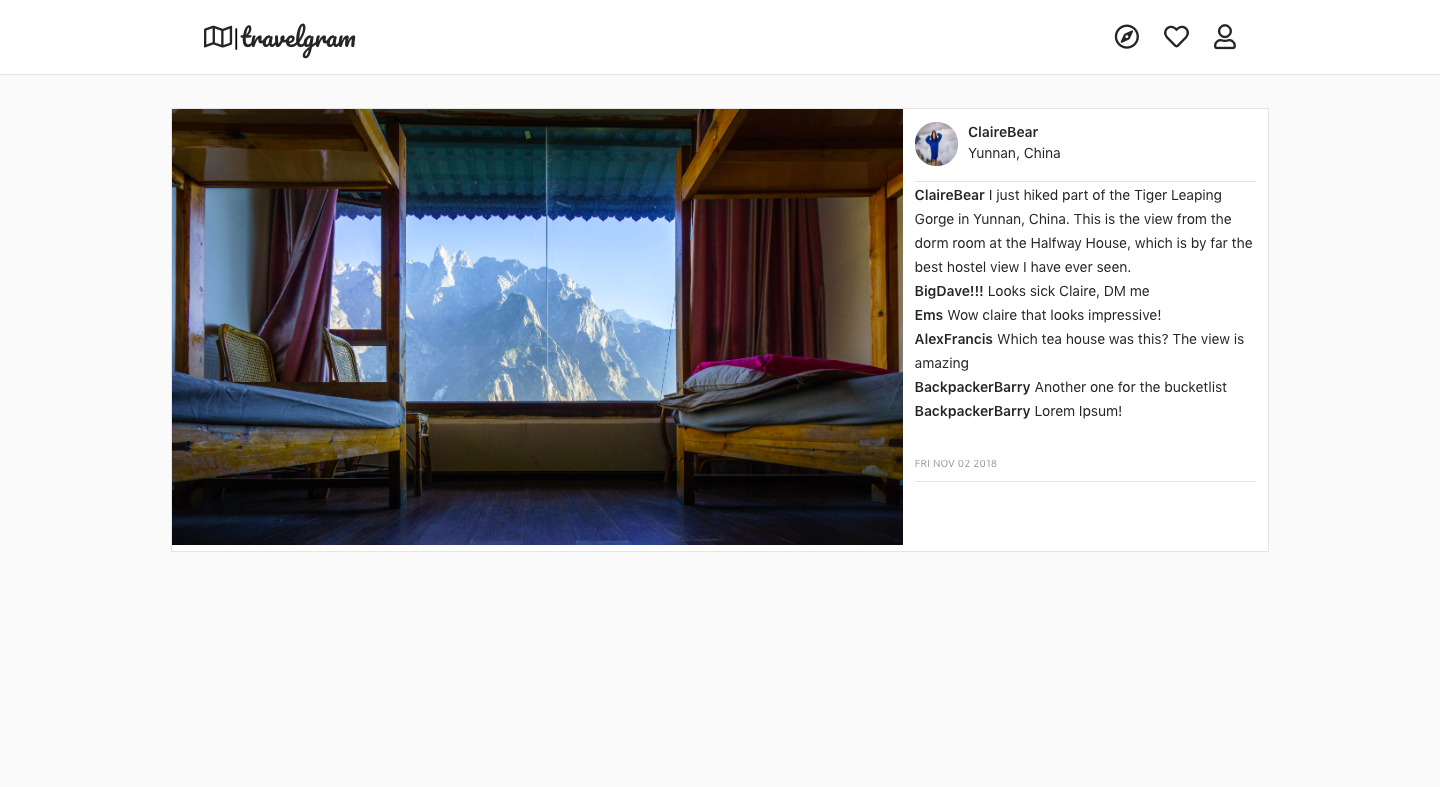 travelgram
ClaireBear
Yunnan, China
ClaireBear I just hiked part of the Tiger Leaping
Gorge in Yunnan, China. This is the view from the
dorm room at the Halfway House, which is by far the
best hostel view I have ever seen.
BigDave!!! Looks sick Claire, DM me
Ems Wow claire that looks impressive!
AlexFrancis Which tea house was this? The view is
amazing
BackpackerBarry Another one for the bucketlist
BackpackerBarry Lorem Ipsum!
FRI NOV 02 2018